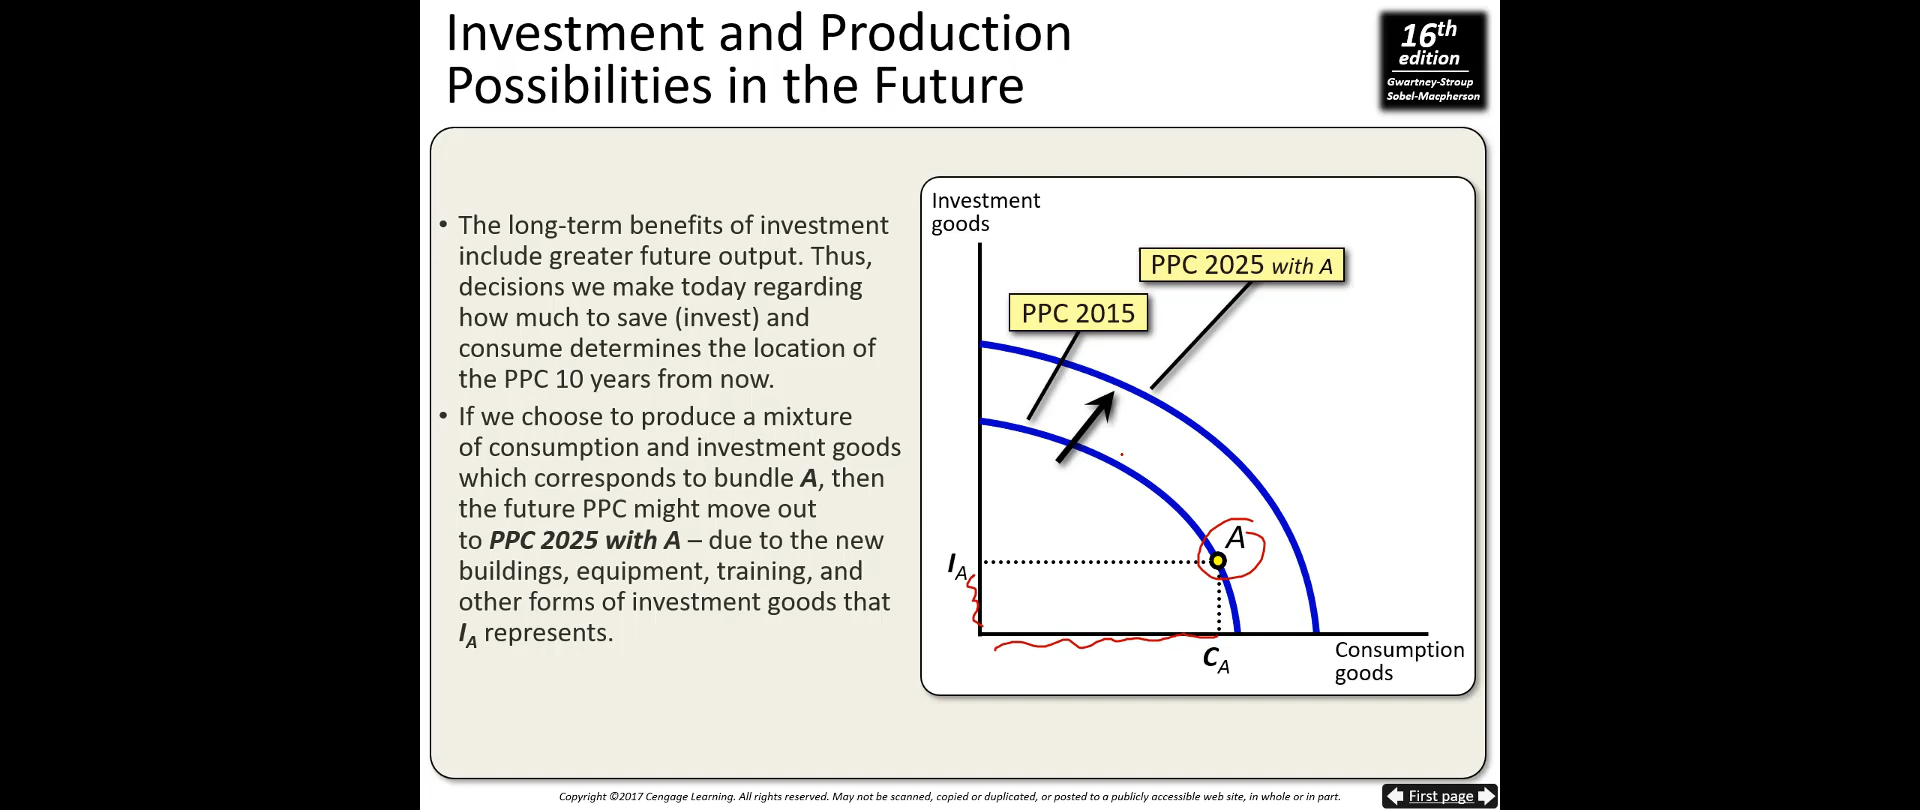 Investment and Production
Possibilities in the Future
16th
edition
Gwartney-Stroup
Sobel-Macpherson
• The long-term benefits of investment
include greater future output. Thus,
decisions we make today regarding
how much to save (invest) and
consume determines the location of
the PPC 10 years from now.
• If we choose to produce a mixture
of consumption and investment goods
which corresponds to bundle A, then
the future PPC might move out
to PPC 2025 with A – due to the new
buildings, equipment, training, and
other forms of investment goods that
IA represents.
Investment
goods
PPC 2025 with A
PPC 2015
A
IA
CA
Consumption
goods
Copyright ©2017 Cengage Learning. All rights reserved. May not be scanned, copied or duplicated, or posted to a publicly accessible web site, in whole or in part.
First page